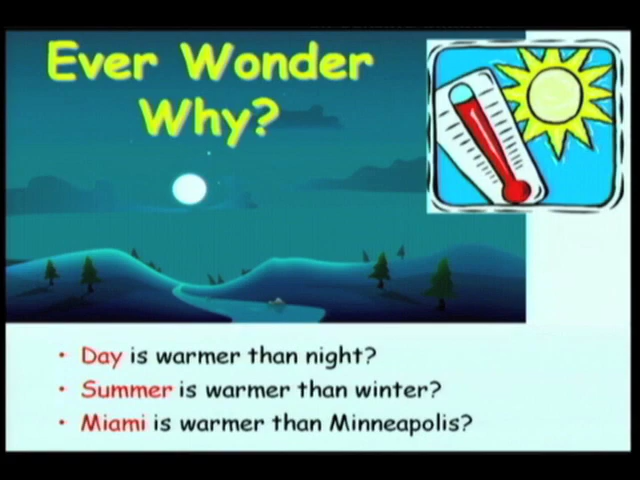 Ever Wonder
Why?
• Day is warmer than night?
• Summer is warmer than winter?
• Miami is warmer than Minneapolis?